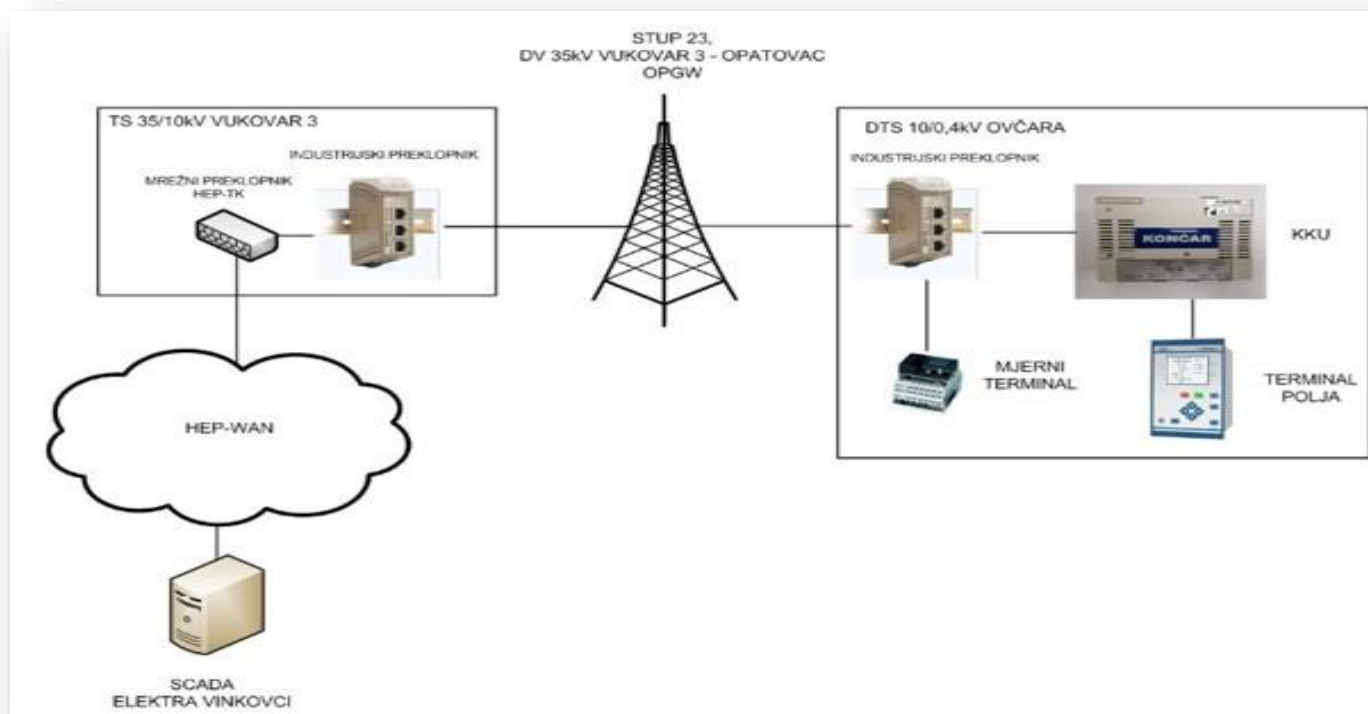 STUP 23,
DV 35kV VUKOVAR 3 - OPATOVAC
OPGW
TS 35/10kV VUKOVAR 3
INDUSTRIJSKI PREKLOPNIK
MREŽNI PREKLOPNIK
HEP-TK
DTS 10/0,4kV OVČARA
INDUSTRIJSKI PREKLOPNIK
KONČAR
KKU
MJERNI
TERMINAL
TERMINAL
POLJA
HEP-WAN
SCADA
ELEKTRA VINKOVCI